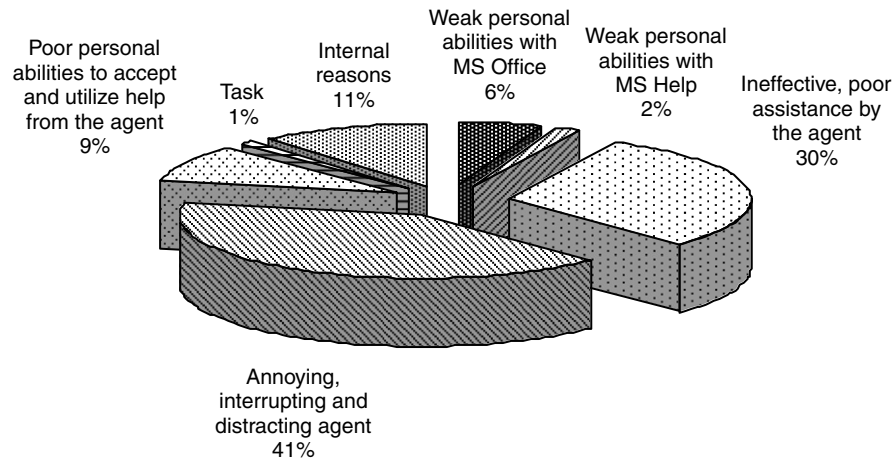 Poor personal
abilities to accept
and utilize help
from the agent
9%
Task
1%
Internal
reasons
11%
Weak personal
abilities with
MS Office
6%
Weak personal
abilities with
MS Help
2%
Ineffective, poor
assistance by
the agent
30%
Annoying,
interrupting and
distracting agent
41%